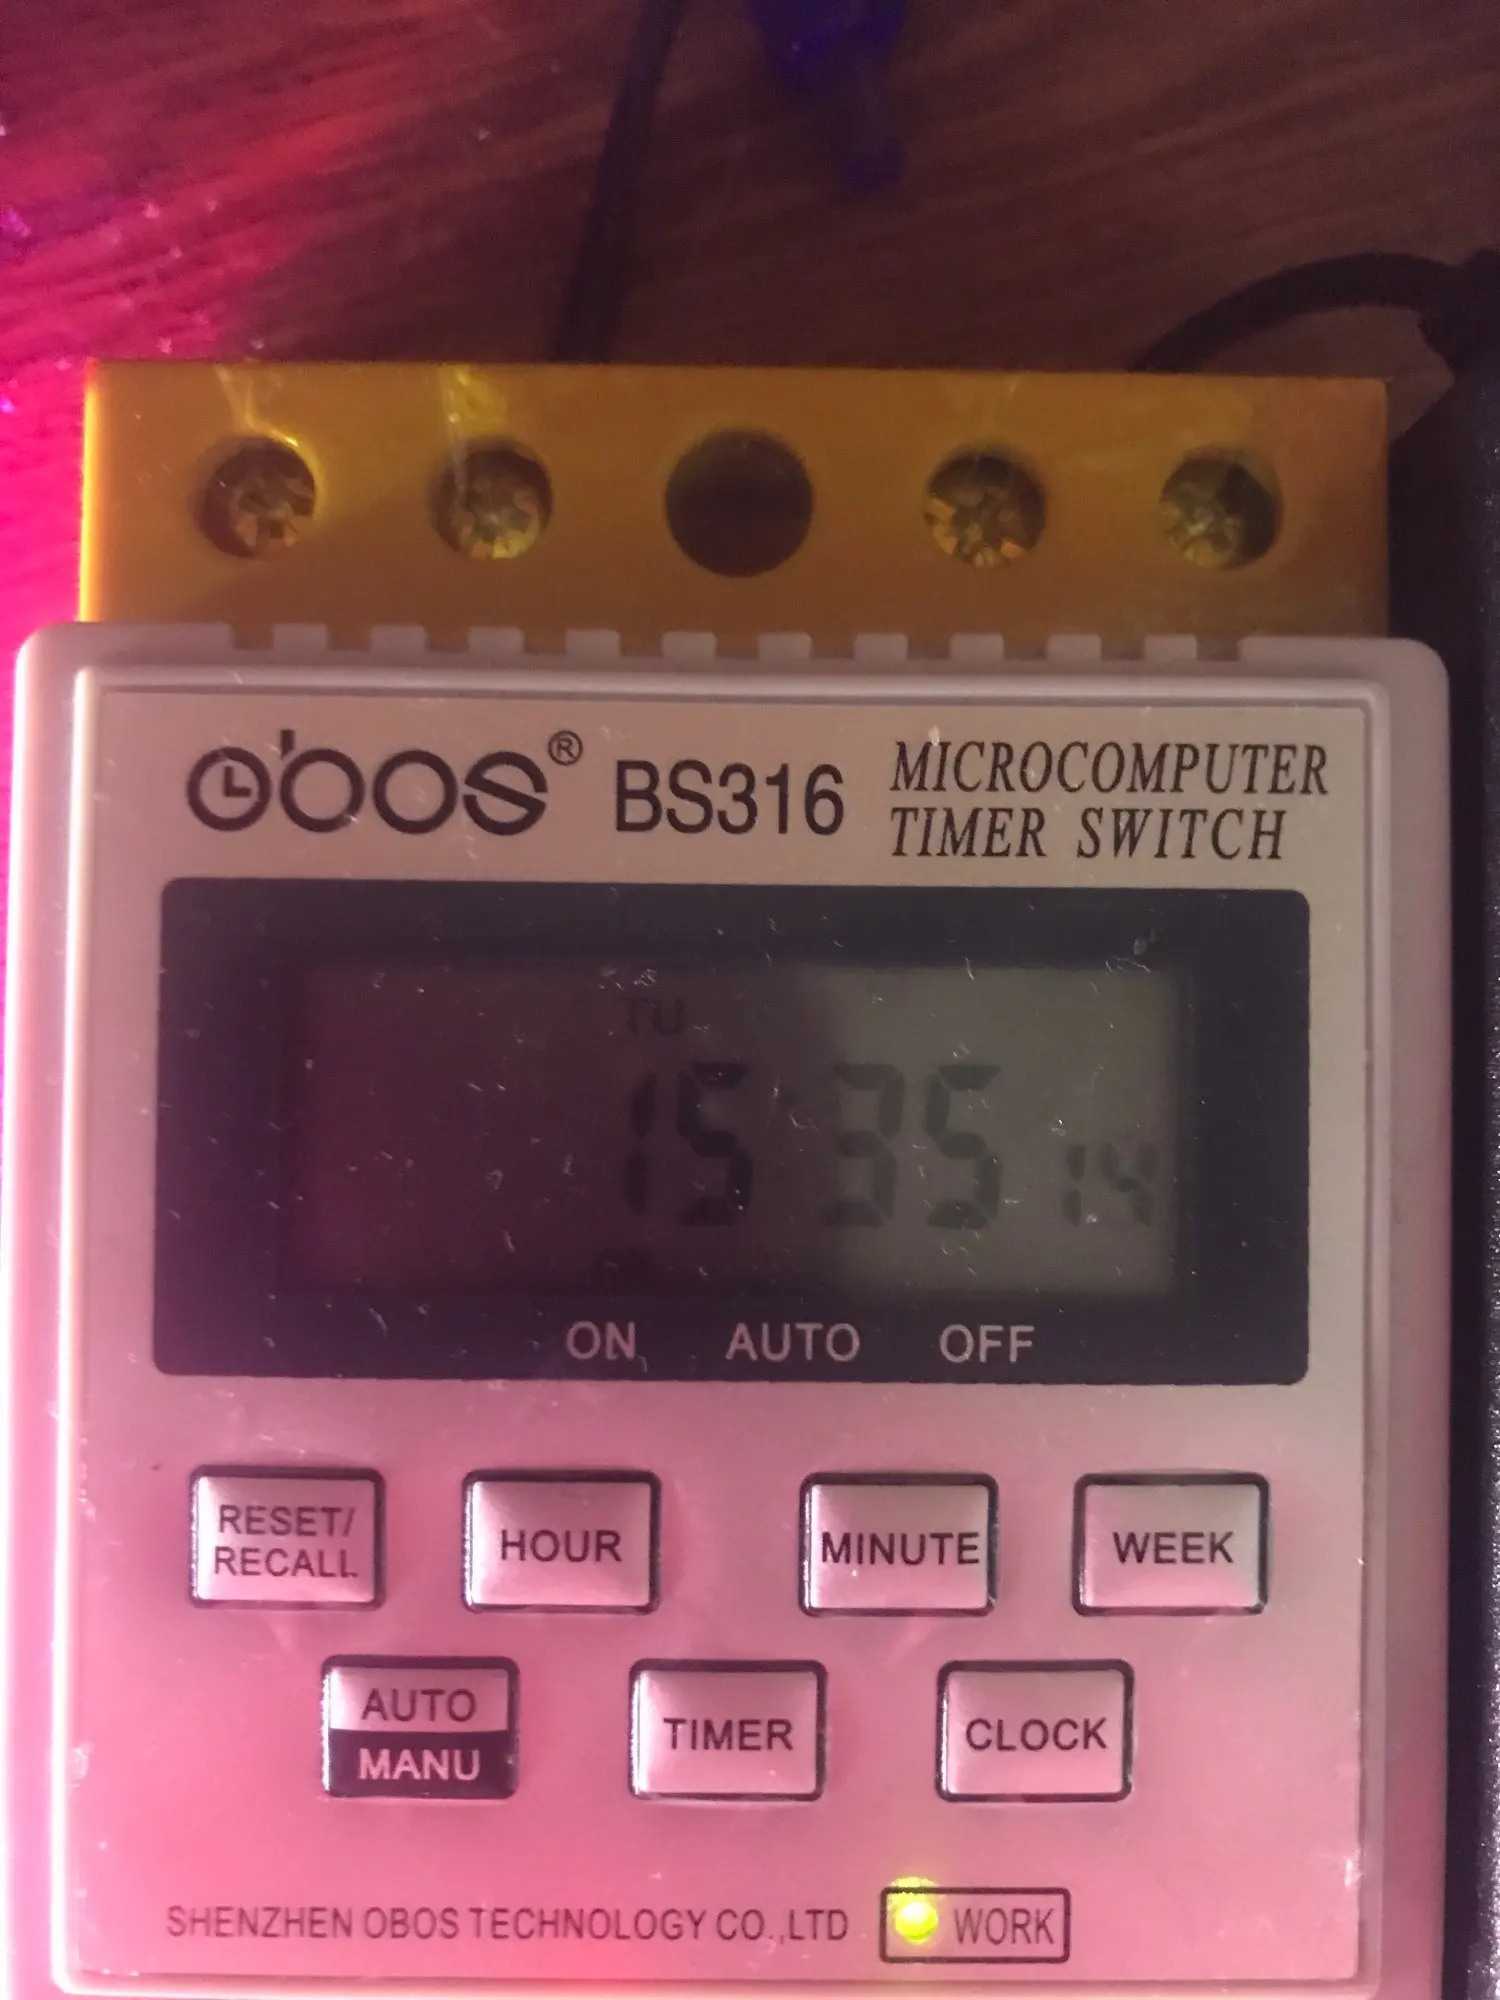 OBOS® BS316 MICROCOMPUTER
TIMER SWITCH
TU
15:35 14
ON AUTO OFF
RESET/
RECALL
HOUR
MINUTE
WEEK
AUTO
MANU
TIMER
CLOCK
SHENZHEN OBOS TECHNOLOGY CO.,LTD
WORK